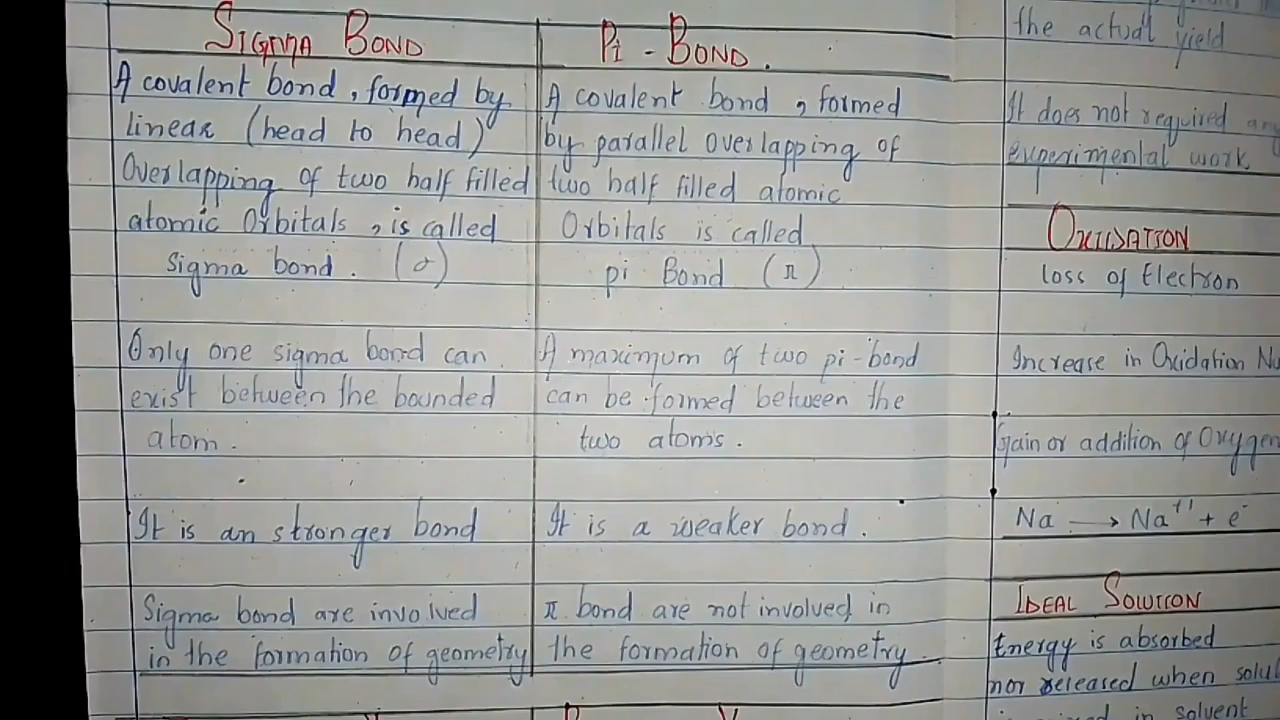 SIGMA BOND
A covalent bond, formed by
linear (head to head)
Overlapping of two half filled
atomic Orbitals, is called
sigma bond. (σ)
Only one sigma bond can
exist between the bounded
atom.
It is an stronger bond
Sigma bond are involved
in the formation of geometry
Pi - BOND.
A covalent bond, formed
by parallel overlapping of
two half filled atomic
Orbitals is called
pi Bond (π)
A maximum of two pi-bond
can be formed between the
two atoms.
It is a weaker bond.
π bond are not involved in
the formation of geometry.
the actual yield
It does not required
experimental work
OXIDATION
loss of Electron
Increase in Oxidation
gain or addition of Oxygen
Na → Na⁺¹ + e⁻
IDEAL SOLUTION
Energy is absorbed
nor released when
in solvent